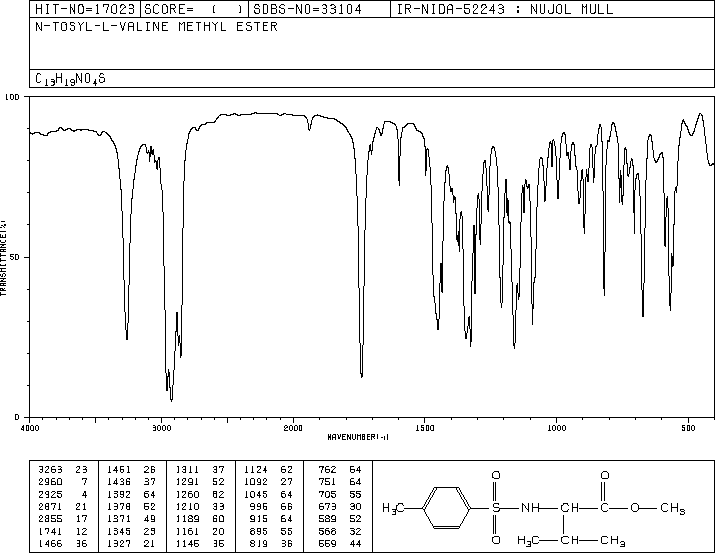 HIT-NO=17023 SCORE= ( ) SDBS-NO=33104 IR-NIDA-52243 : NUJOL MULL
N-TOSYL-L-VALINE METHYL ESTER
C13H19NO4S
100
50
0
TRANSMITTANCE(%)
4000 3000 2000 1500 1000 500
WAVENUMBER(-1)
3263 23 1461 26 1311 37 1124 62 762 64
2960 7 1436 37 1291 52 1092 27 751 64
2925 4 1392 64 1260 62 1045 64 705 55
2871 21 1378 52 1210 33 996 66 673 30
2855 17 1371 49 1189 60 915 64 589 52
1741 12 1345 23 1161 20 895 55 568 32
1466 36 1327 21 1145 35 819 36 559 44
H3C S O O NH CH C O O CH3
H3C CH CH3